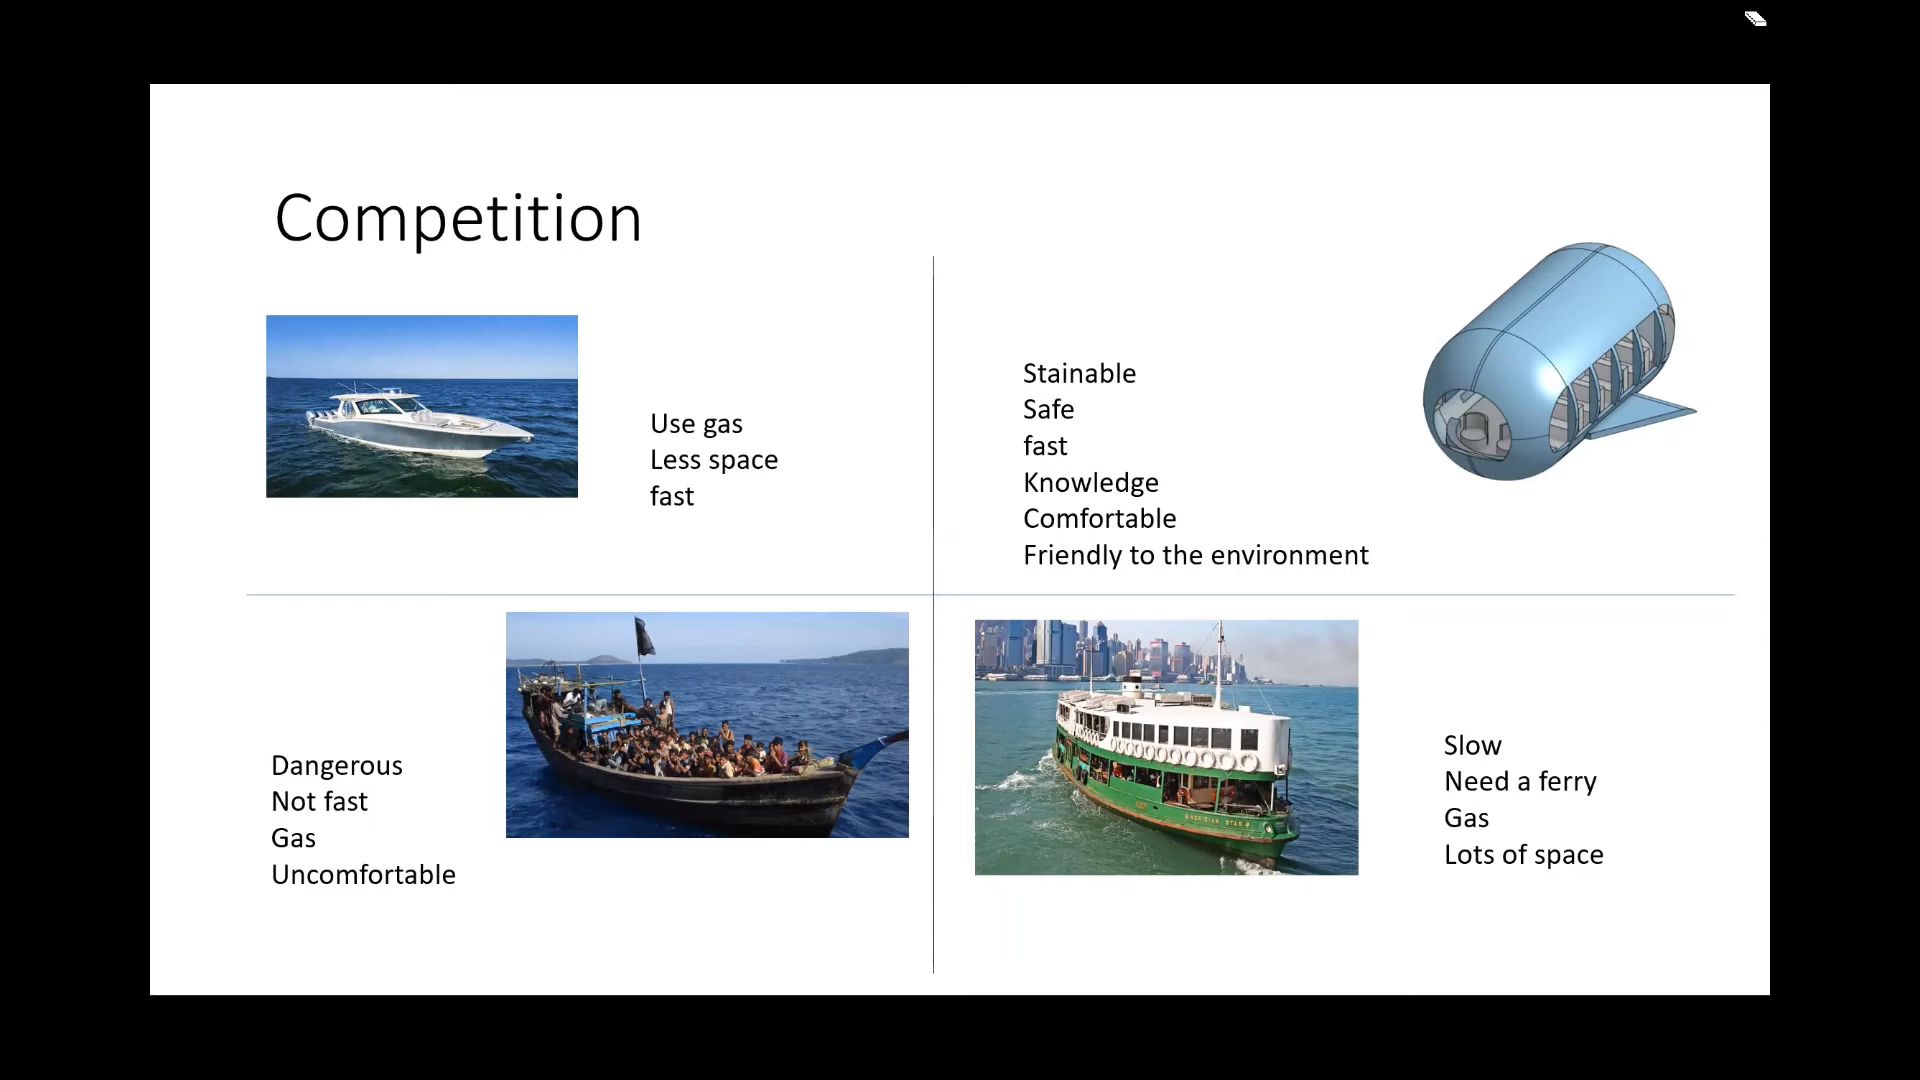 Competition
Use gas
Less space
fast
Stainable
Safe
fast
Knowledge
Comfortable
Friendly to the environment
Dangerous
Not fast
Gas
Uncomfortable
Slow
Need a ferry
Gas
Lots of space